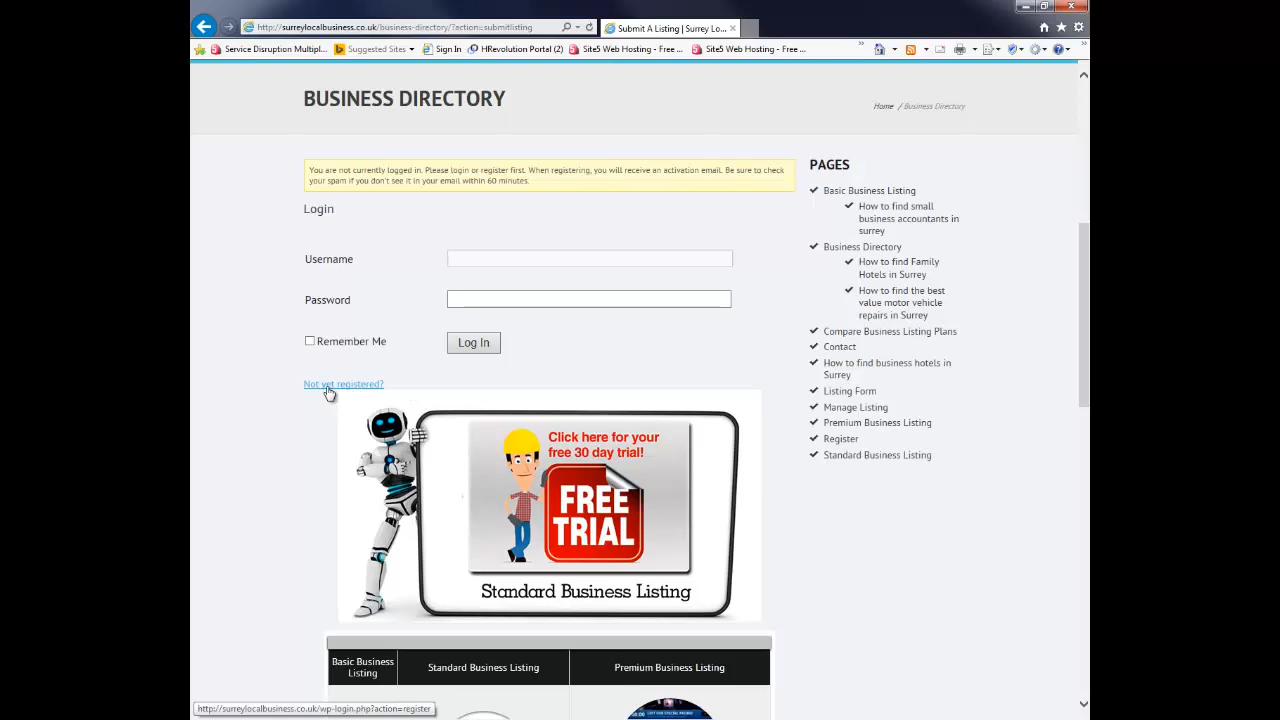 http://surreylocalbusiness.co.uk/business-directory/?action=submitlisting
Submit A Listing | Surrey Lo...
Service Disruption Multipl...
Suggested Sites
Sign In
HRevolution Portal (2)
Site5 Web Hosting - Free ...
Site5 Web Hosting - Free ...
BUSINESS DIRECTORY
Home / Business Directory
You are not currently logged in. Please login or register first. When registering, you will receive an activation email. Be sure to check
your spam if you don't see it in your email within 60 minutes.
Login
Username
Password
Remember Me
Log In
Not yet registered?
Click here for your
free 30 day trial!
FREE
TRIAL
Standard Business Listing
Basic Business
Listing
Standard Business Listing
Premium Business Listing
PAGES
Basic Business Listing
How to find small
business accountants in
surrey
Business Directory
How to find Family
Hotels in Surrey
How to find the best
value motor vehicle
repairs in Surrey
Compare Business Listing Plans
Contact
How to find business hotels in
Surrey
Listing Form
Manage Listing
Premium Business Listing
Register
Standard Business Listing
http://surreylocalbusiness.co.uk/wp-login.php?action=register